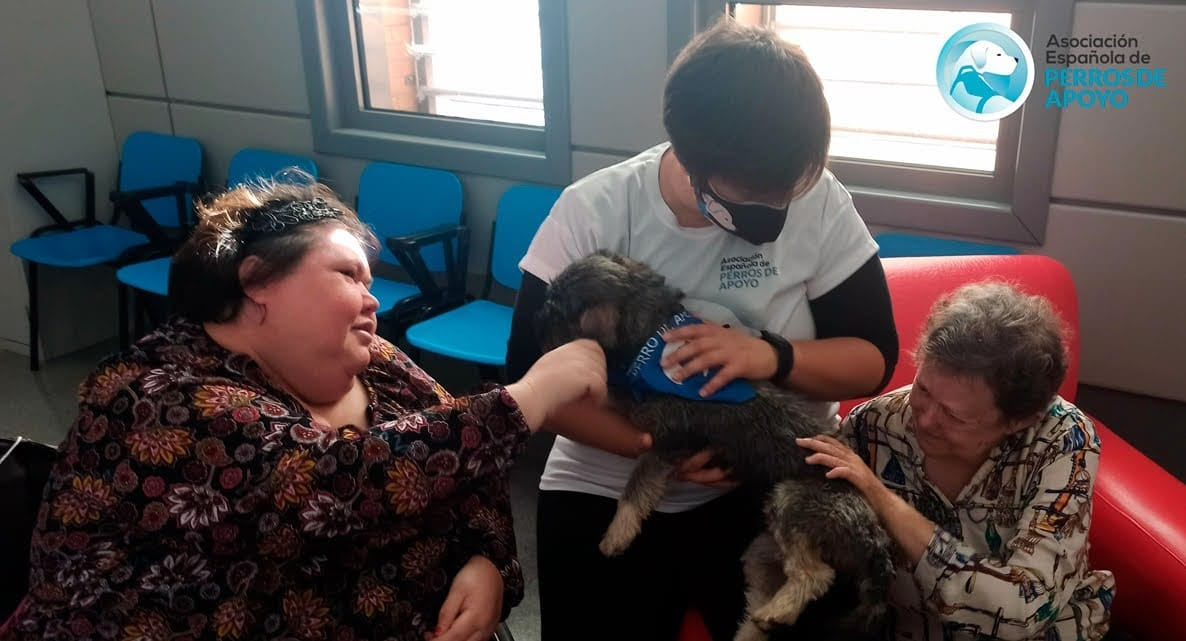 Asociación
Española de
PERROS DE
APOYO
Asociación
Española de
PERROS DE
APOYO